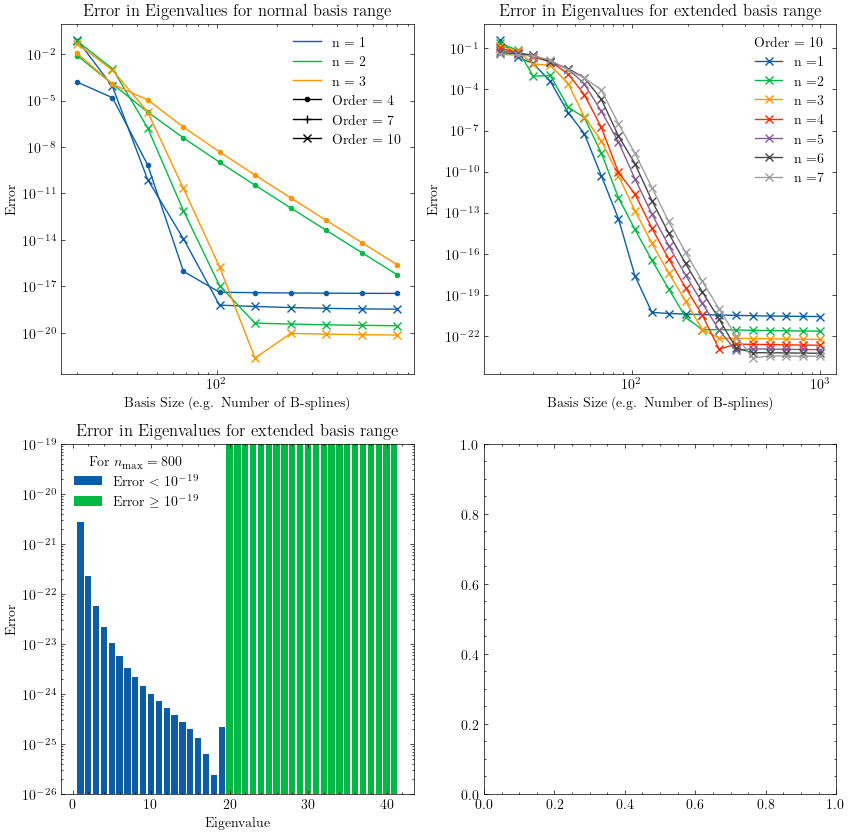 Error in Eigenvalues for normal basis range
Error
10⁻²
10⁻⁵
10⁻⁸
10⁻¹¹
10⁻¹⁴
10⁻¹⁷
10⁻²⁰
n = 1
n = 2
n = 3
Order = 4
Order = 7
Order = 10
10²
Basis Size (e.g. Number of B-splines)
Error in Eigenvalues for extended basis range
Error
10⁻¹
10⁻⁴
10⁻⁷
10⁻¹⁰
10⁻¹³
10⁻¹⁶
10⁻¹⁹
10⁻²²
Order = 10
n =1
n =2
n =3
n =4
n =5
n =6
n =7
10² 10³
Basis Size (e.g. Number of B-splines)
Error in Eigenvalues for extended basis range
Error
10⁻¹⁹
10⁻²⁰
10⁻²¹
10⁻²²
10⁻²³
10⁻²⁴
10⁻²⁵
10⁻²⁶
For nmax = 800
Error < 10⁻¹⁹
Error ≥ 10⁻¹⁹
0 10 20 30 40
Eigenvalue
1.0
0.8
0.6
0.4
0.2
0.0
0.0 0.2 0.4 0.6 0.8 1.0